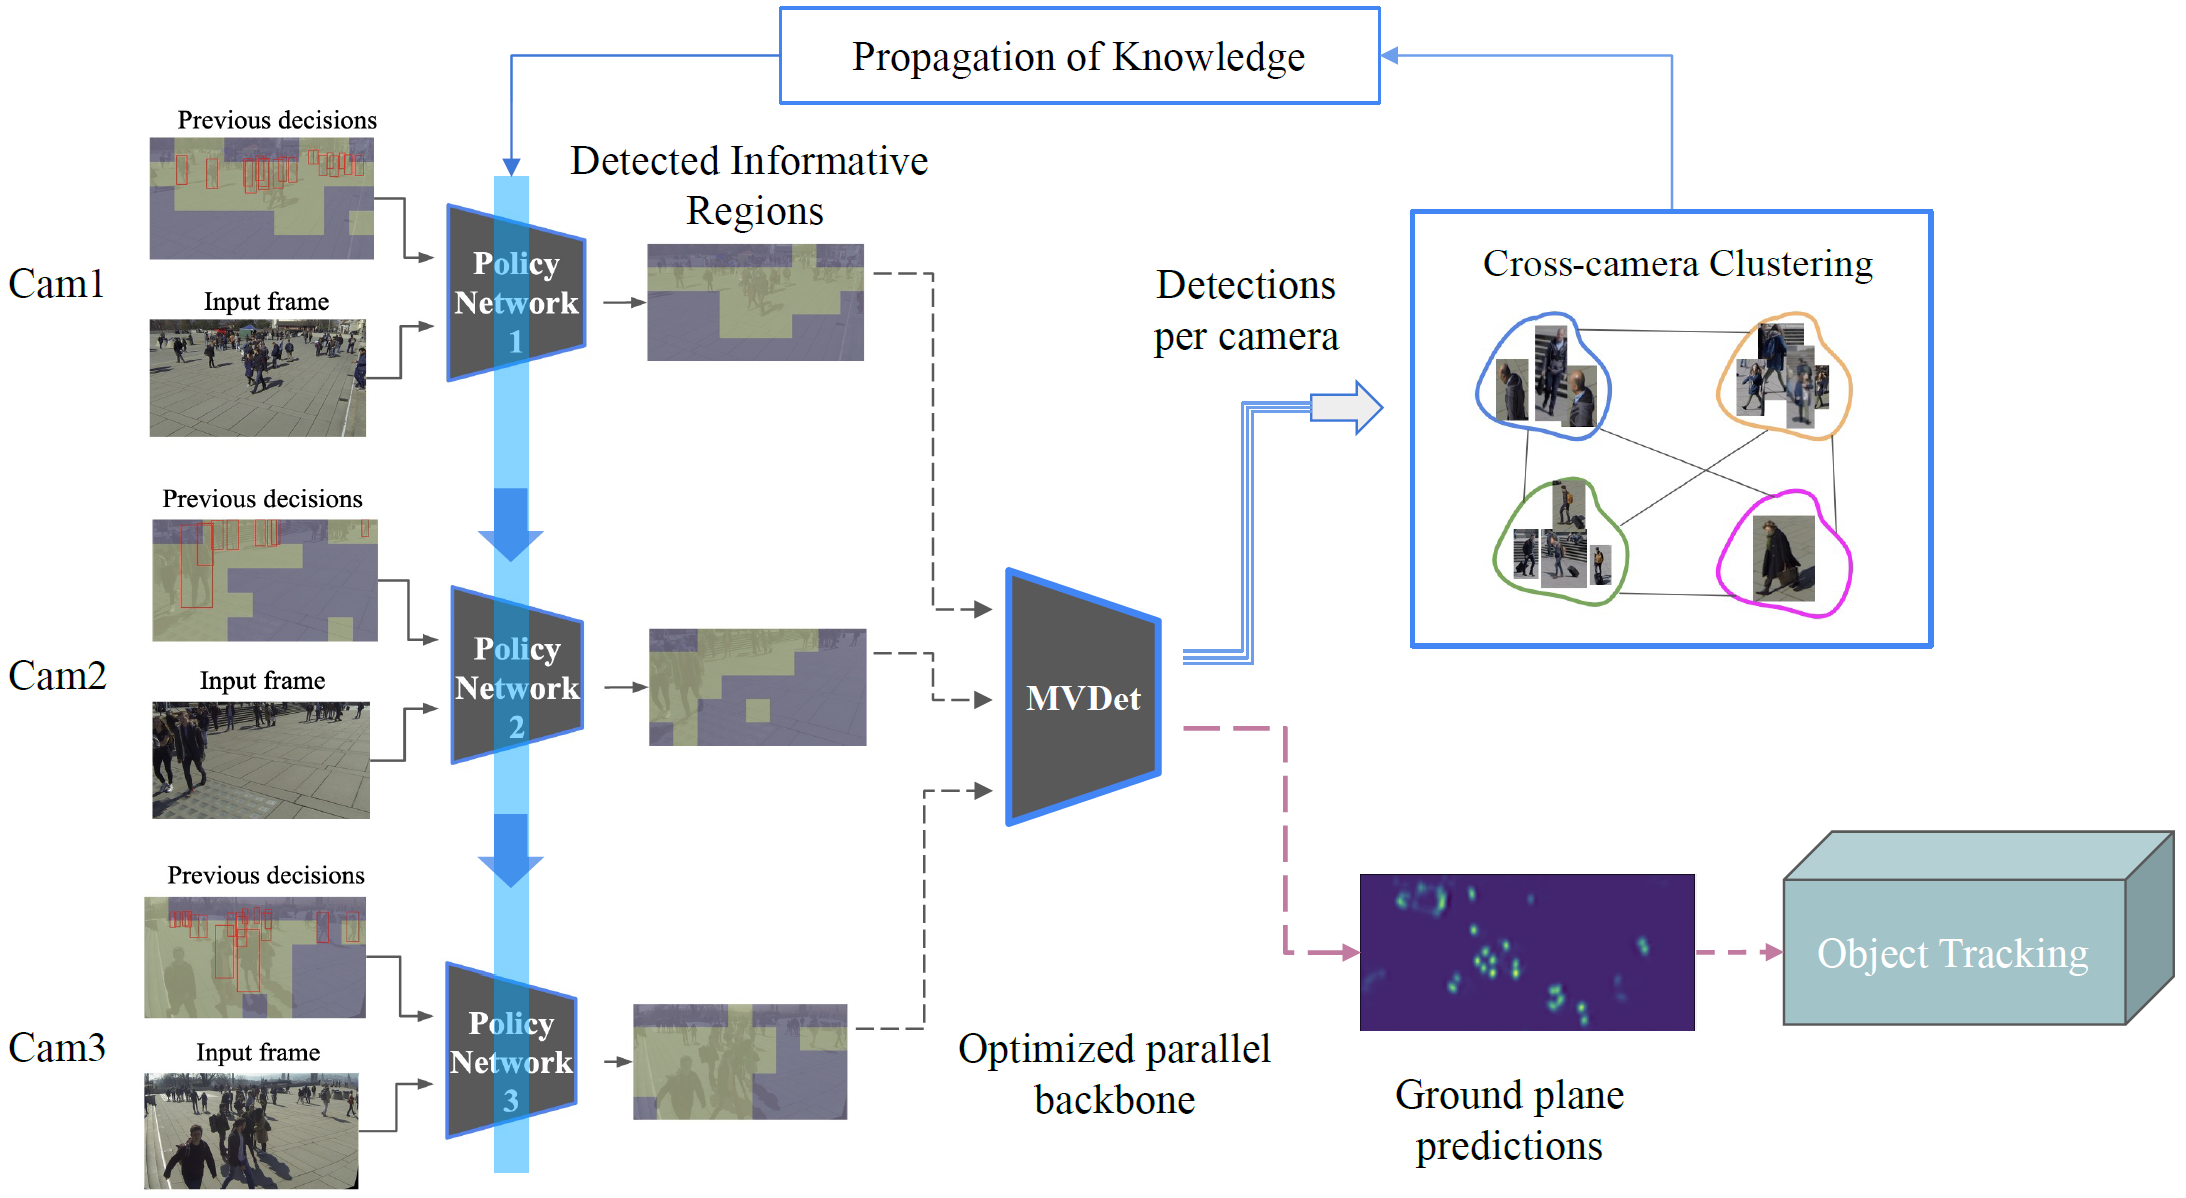 Propagation of Knowledge
Previous decisions
Detected Informative
Regions
Cam1
Policy
Network
1
Input frame
Detections
per camera
Cross-camera Clustering
Previous decisions
Cam2
Policy
Network
2
Input frame
MVDet
Previous decisions
Cam3
Policy
Network
3
Input frame
Optimized parallel
backbone
Ground plane
predictions
Object Tracking